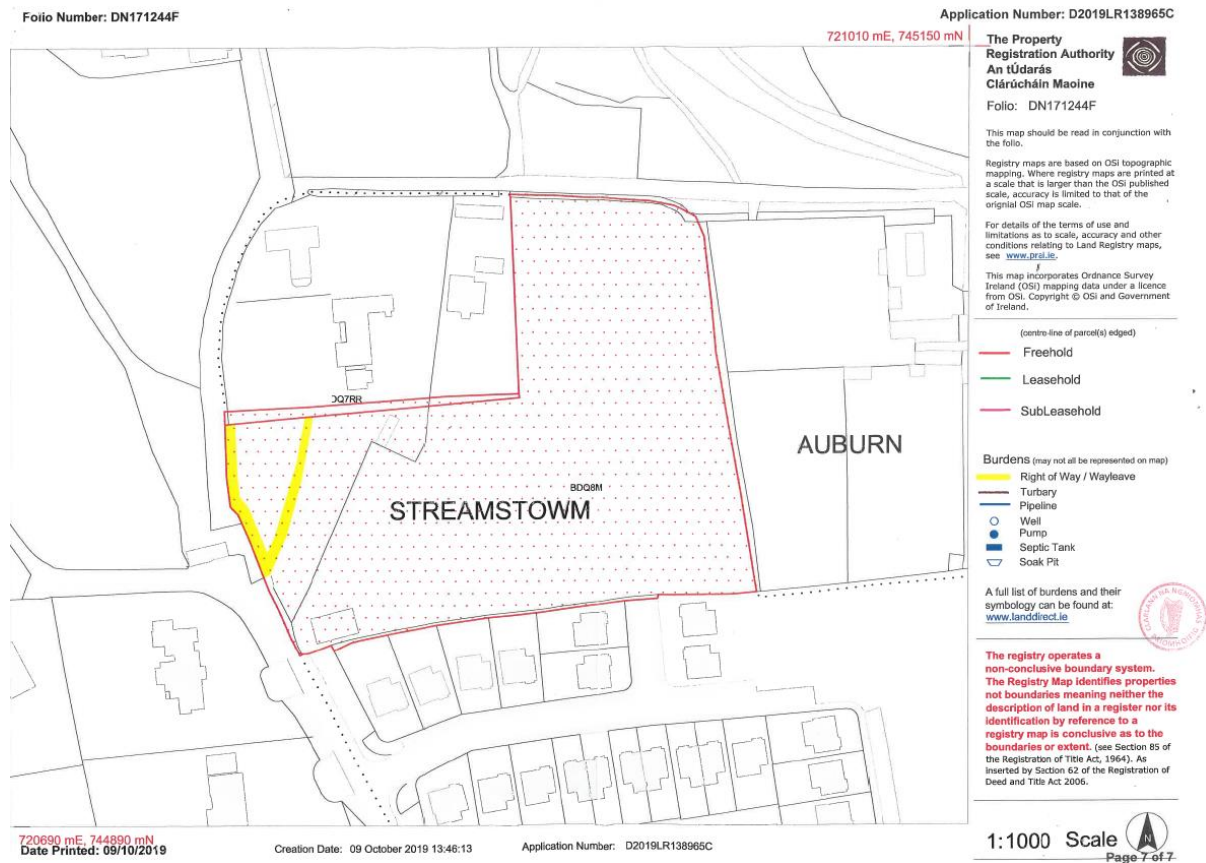 Folio Number: DN171244F
Application Number: D2019LR138965C
721010 mE, 745150 mN
The Property
Registration Authority
An tÚdarás
Clárúcháin Maoine
Folio: DN171244F
This map should be read in conjunction with
the folio.
Registry maps are based on OSi topographic
mapping. Where registry maps are printed at
a scale that is larger than the OSi published
scale, accuracy is limited to that of the
orignial OSi map scale.
For details of the terms of use and
limitations as to scale, accuracy and other
conditions relating to Land Registry maps,
see www.prai.ie.
This map incorporates Ordnance Survey
Ireland (OSi) mapping data under a licence
from OSi. Copyright © OSi and Government
of Ireland.
(centre-line of parcel(s) edged)
Freehold
Leasehold
SubLeasehold
Burdens (may not all be represented on map)
Right of Way / Wayleave
Turbary
Pipeline
Well
Pump
Septic Tank
Soak Pit
A full list of burdens and their
symbology can be found at:
www.landdirect.ie
The registry operates a
non-conclusive boundary system.
The Registry Map identifies properties
not boundaries meaning neither the
description of land in a register nor its
identification by reference to a
registry map is conclusive as to the
boundaries or extent. (see Section 85 of
the Registration of Title Act, 1964). As
inserted by Section 62 of the Registration of
Deed and Title Act 2006.
1:1000 Scale
N
Page 7 of 7
DQ7RR
AUBURN
BDQ8M
STREAMSTOWM
720690 mE, 744890 mN
Date Printed: 09/10/2019
Creation Date: 09 October 2019 13:46:13
Application Number: D2019LR138965C